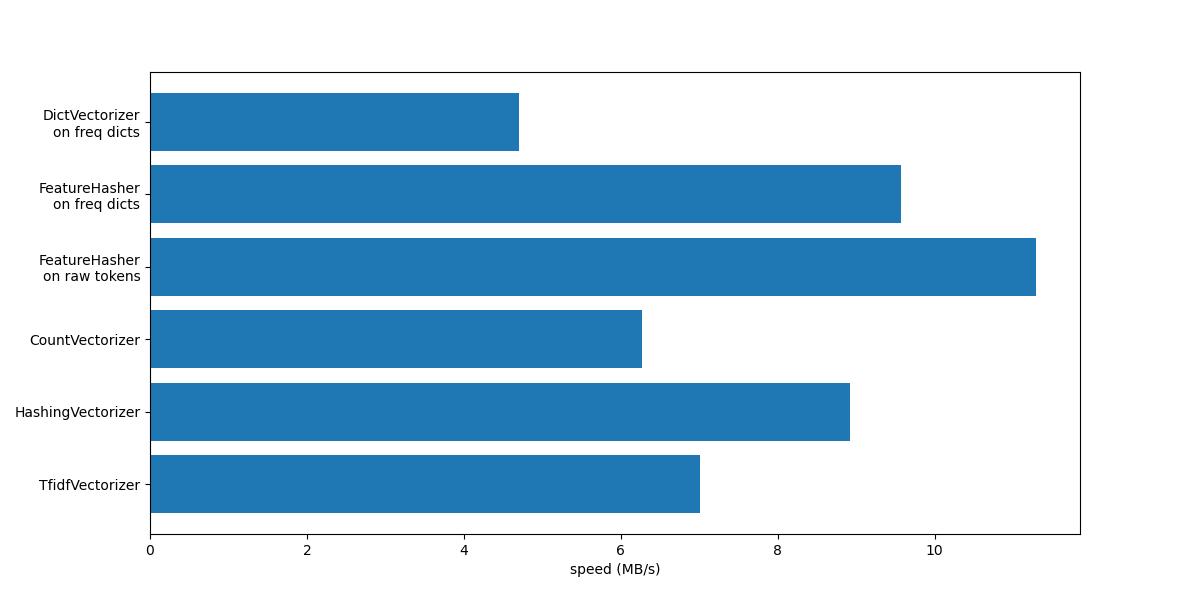 DictVectorizer
on freq dicts
FeatureHasher
on freq dicts
FeatureHasher
on raw tokens
CountVectorizer
HashingVectorizer
TfidfVectorizer
0 2 4 6 8 10
speed (MB/s)